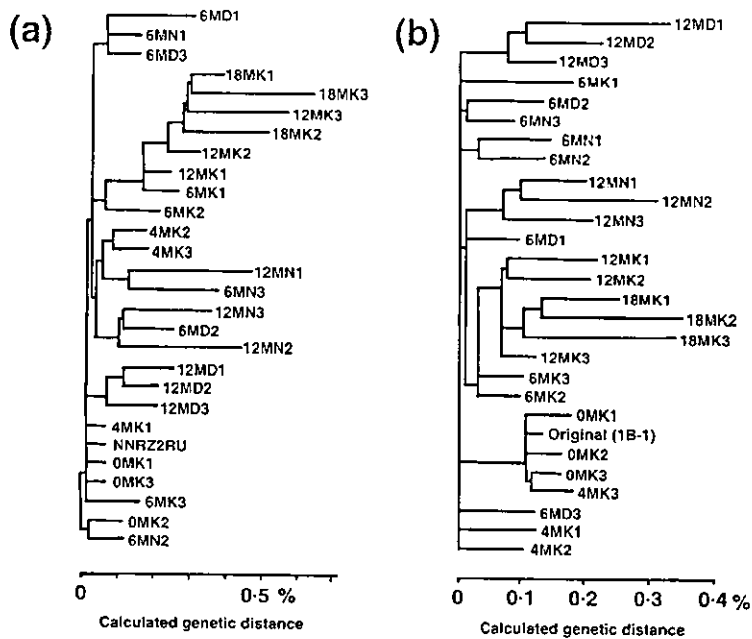 (a)
6MD1
6MN1
6MD3
18MK1
18MK3
12MK3
18MK2
12MK2
12MK1
6MK1
6MK2
4MK2
4MK3
12MN1
6MN3
12MN3
6MD2
12MN2
12MD1
12MD2
12MD3
4MK1
NNRZ2RU
0MK1
0MK3
6MK3
0MK2
6MN2
0 0·5 %
Calculated genetic distance
(b)
12MD1
12MD2
12MD3
6MK1
6MD2
6MN3
6MN1
6MN2
12MN1
12MN2
12MN3
6MD1
12MK1
12MK2
18MK1
18MK2
18MK3
12MK3
6MK3
6MK2
0MK1
Original (1B-1)
0MK2
0MK3
4MK3
6MD3
4MK1
4MK2
0 0·1 0·2 0·3 0·4 %
Calculated genetic distance